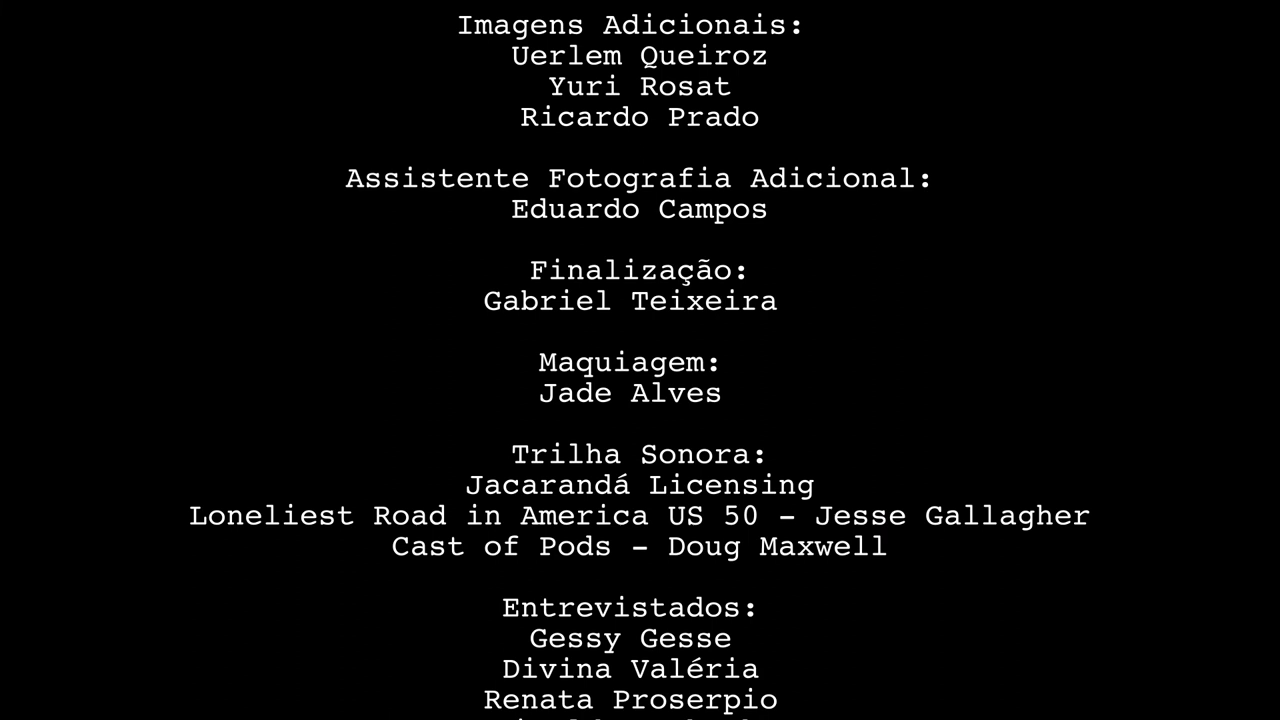 Imagens Adicionais:
Uerlem Queiroz
Yuri Rosat
Ricardo Prado
Assistente Fotografia Adicional:
Eduardo Campos
Finalização:
Gabriel Teixeira
Maquiagem:
Jade Alves
Trilha Sonora:
Jacarandá Licensing
Loneliest Road in America US 50 - Jesse Gallagher
Cast of Pods - Doug Maxwell
Entrevistados:
Gessy Gesse
Divina Valéria
Renata Proserpio